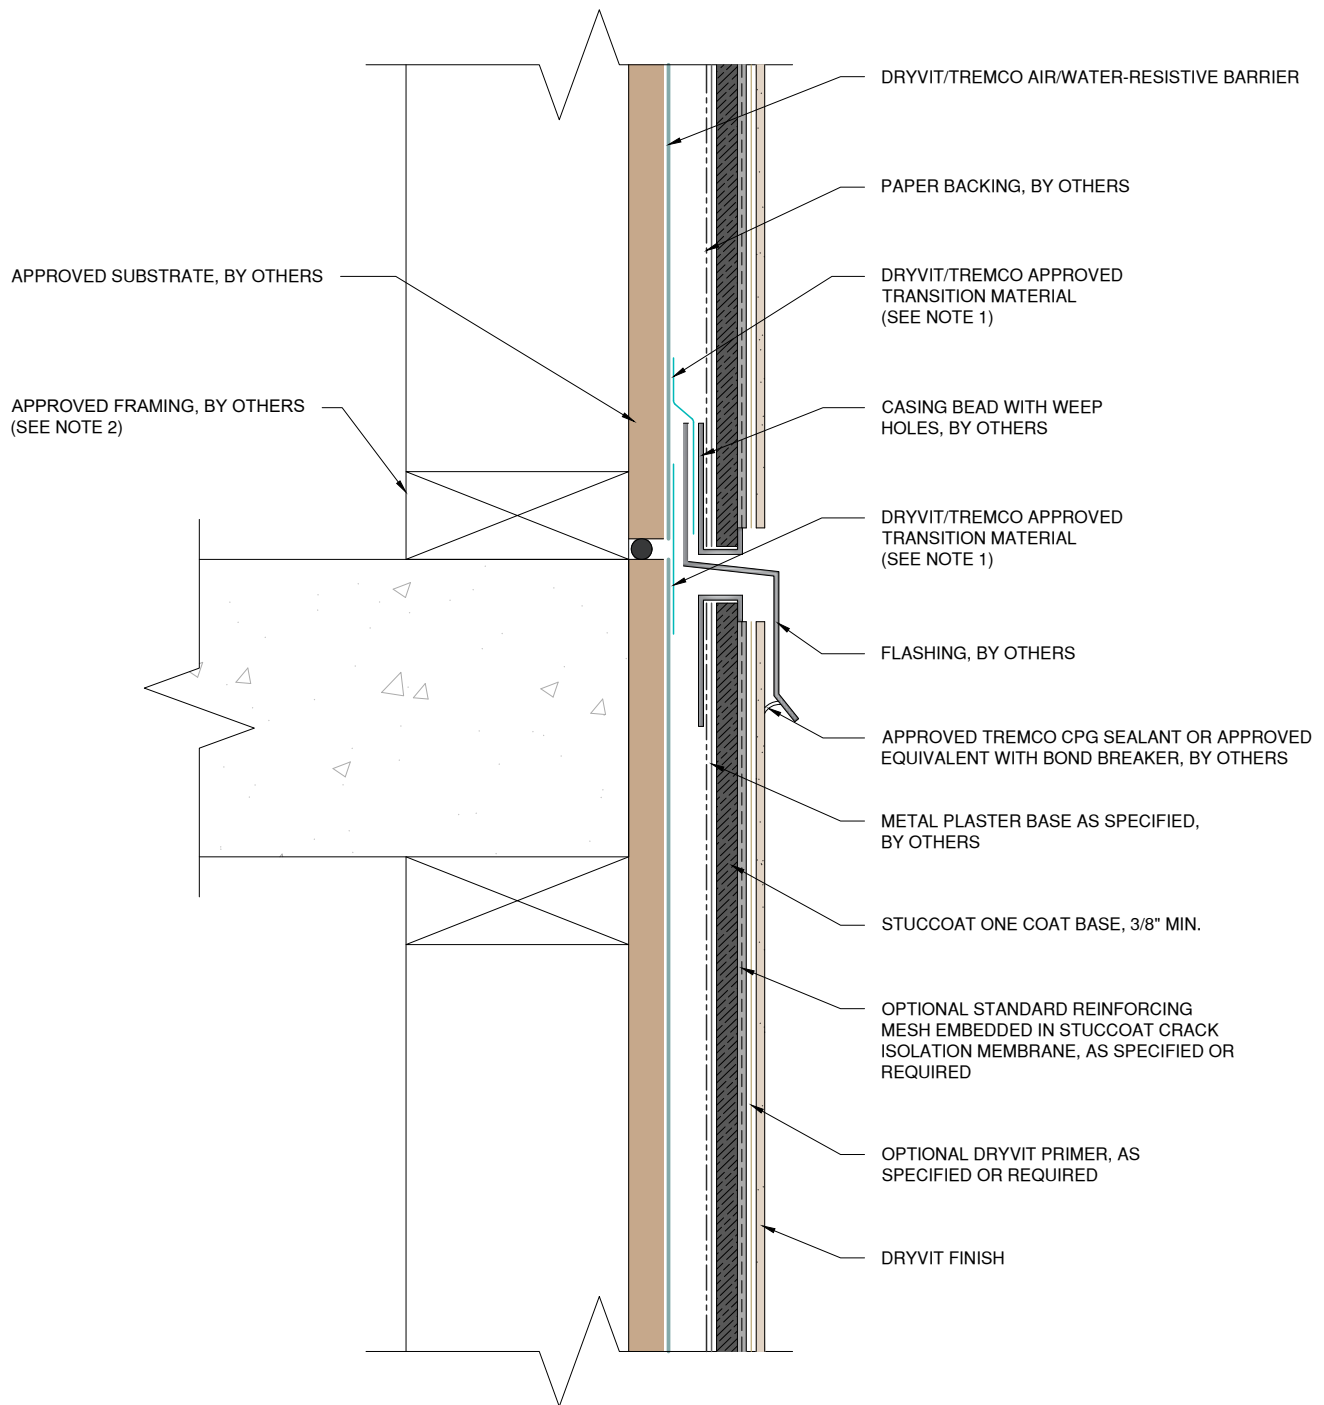 APPROVED SUBSTRATE, BY OTHERS
APPROVED FRAMING, BY OTHERS
(SEE NOTE 2)
DRYVIT/TREMCO AIR/WATER-RESISTIVE BARRIER
PAPER BACKING, BY OTHERS
DRYVIT/TREMCO APPROVED
TRANSITION MATERIAL
(SEE NOTE 1)
CASING BEAD WITH WEEP
HOLES, BY OTHERS
DRYVIT/TREMCO APPROVED
TRANSITION MATERIAL
(SEE NOTE 1)
FLASHING, BY OTHERS
APPROVED TREMCO CPG SEALANT OR APPROVED
EQUIVALENT WITH BOND BREAKER, BY OTHERS
METAL PLASTER BASE AS SPECIFIED,
BY OTHERS
STUCCOAT ONE COAT BASE, 3/8" MIN.
OPTIONAL STANDARD REINFORCING
MESH EMBEDDED IN STUCCOAT CRACK
ISOLATION MEMBRANE, AS SPECIFIED OR
REQUIRED
OPTIONAL DRYVIT PRIMER, AS
SPECIFIED OR REQUIRED
DRYVIT FINISH